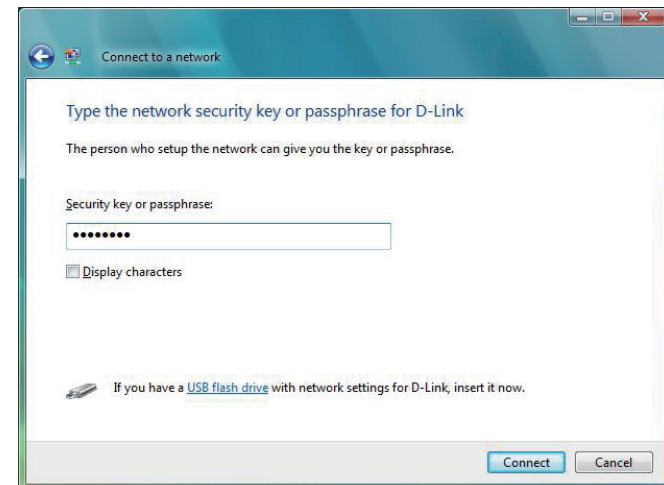 Connect to a network
Type the network security key or passphrase for D-Link
The person who setup the network can give you the key or passphrase.
Security key or passphrase:
••••••••
Display characters
If you have a USB flash drive with network settings for D-Link, insert it now.
Connect Cancel